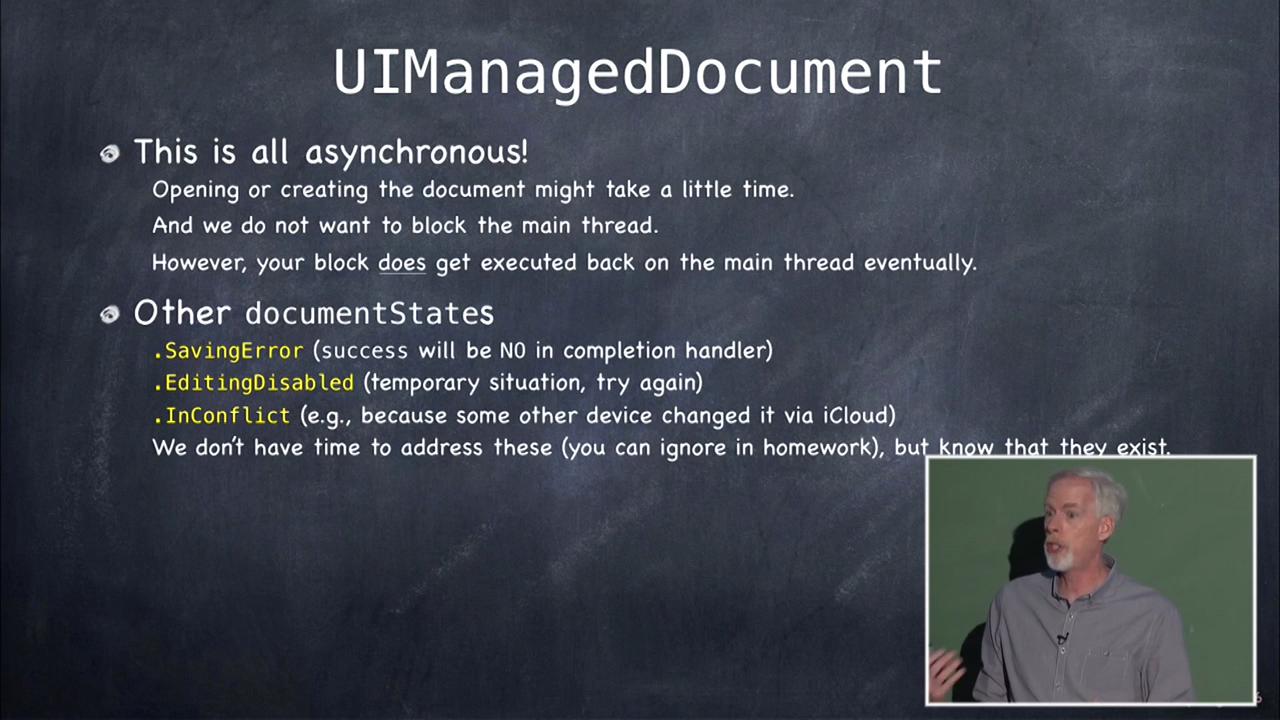 UIManagedDocument
This is all asynchronous!
Opening or creating the document might take a little time.
And we do not want to block the main thread.
However, your block does get executed back on the main thread eventually.
Other documentStates
.SavingError (success will be NO in completion handler)
.EditingDisabled (temporary situation, try again)
.InConflict (e.g., because some other device changed it via iCloud)
We don't have time to address these (you can ignore in homework), but know that they exist.